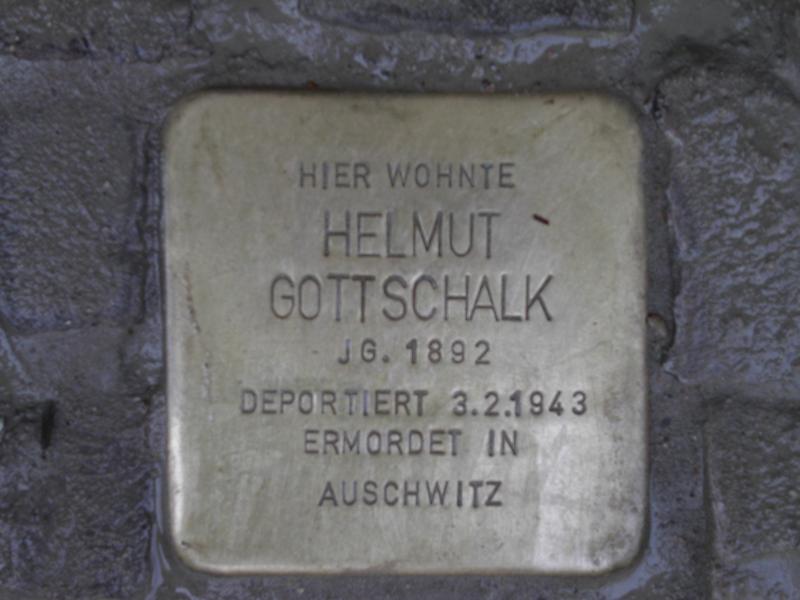 HIER WOHNTE
HELMUT
GOTTSCHALK
JG. 1892
DEPORTIERT 3.2.1943
ERMORDET IN
AUSCHWITZ